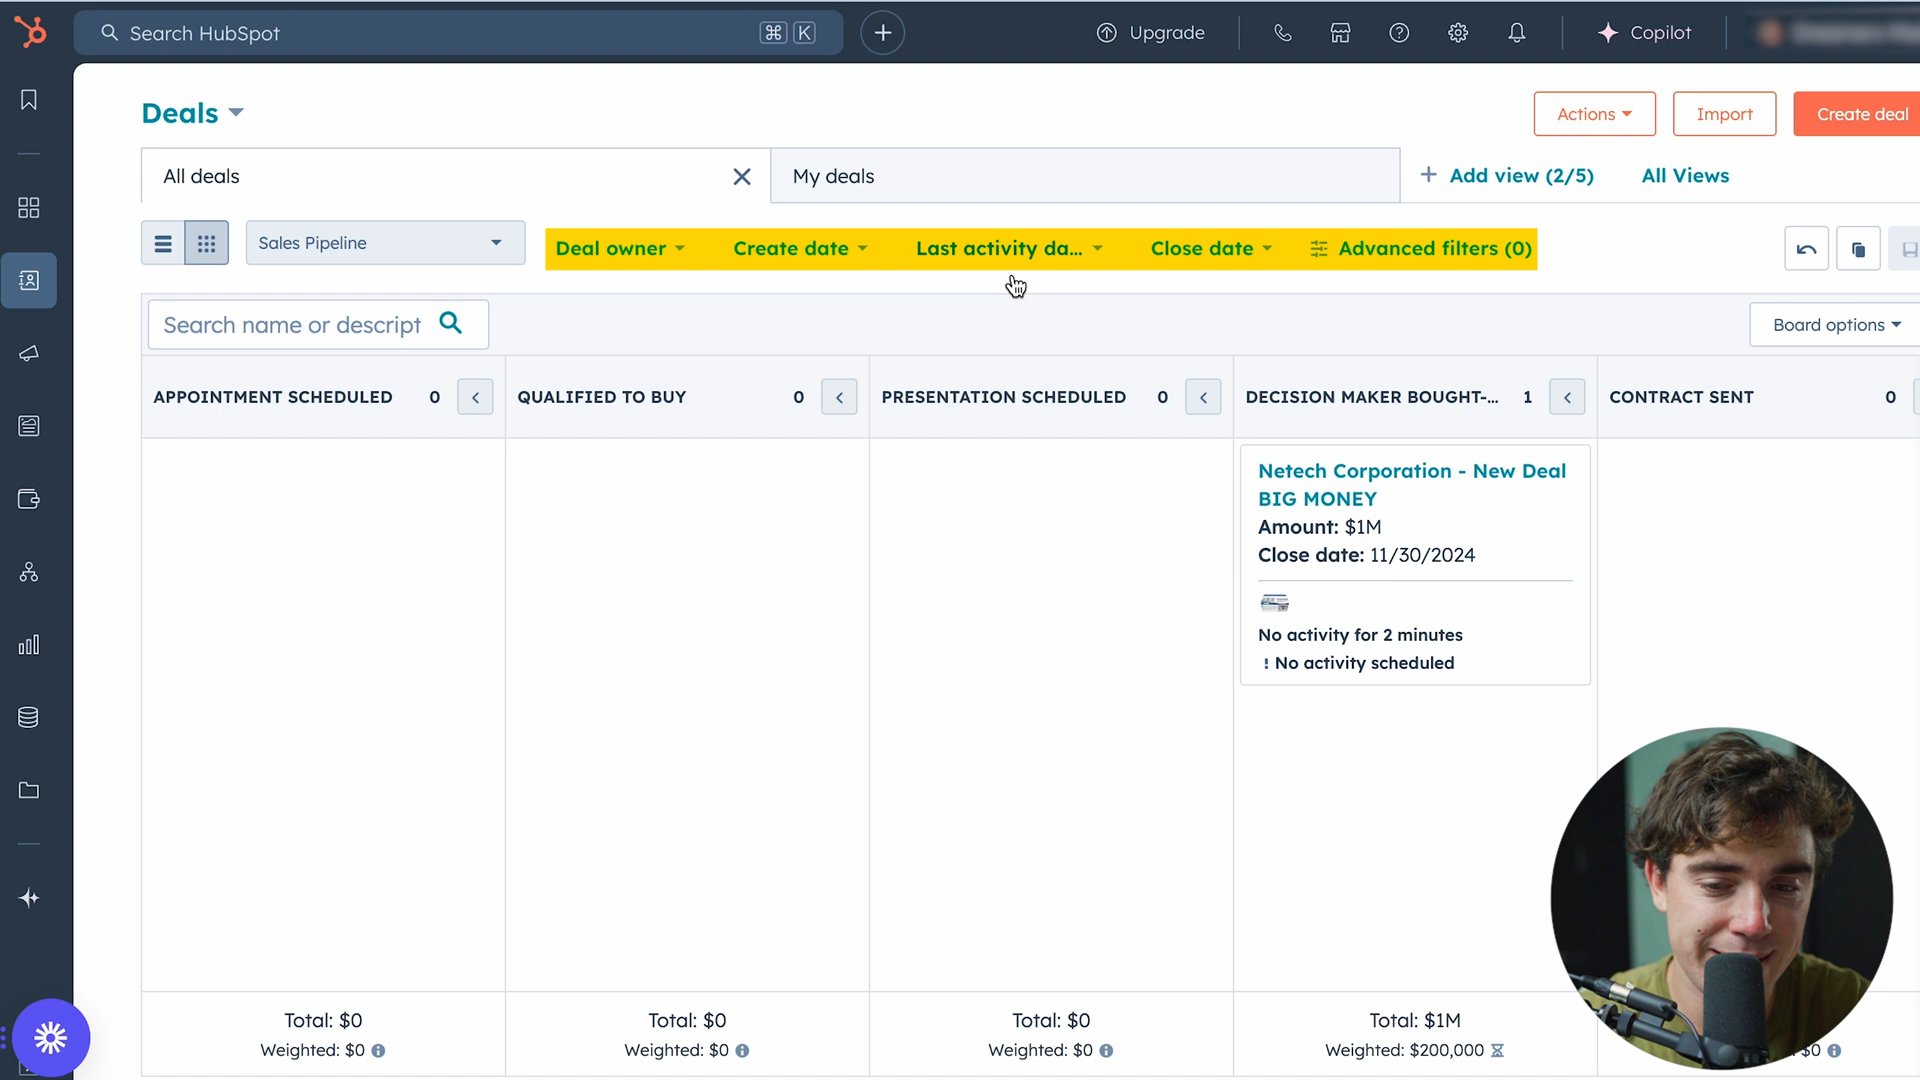 Search HubSpot
⌘ K
Upgrade
Copilot
Deals
Actions
Import
Create deal
All deals
My deals
+ Add view (2/5)
All Views
Sales Pipeline
Deal owner
Create date
Last activity da...
Close date
Advanced filters (0)
Search name or descript
Board options
APPOINTMENT SCHEDULED 0
QUALIFIED TO BUY 0
PRESENTATION SCHEDULED 0
DECISION MAKER BOUGHT-... 1
CONTRACT SENT 0
Netech Corporation - New Deal
BIG MONEY
Amount: $1M
Close date: 11/30/2024
No activity for 2 minutes
! No activity scheduled
Total: $0
Weighted: $0
Total: $0
Weighted: $0
Total: $0
Weighted: $0
Total: $1M
Weighted: $200,000
$0